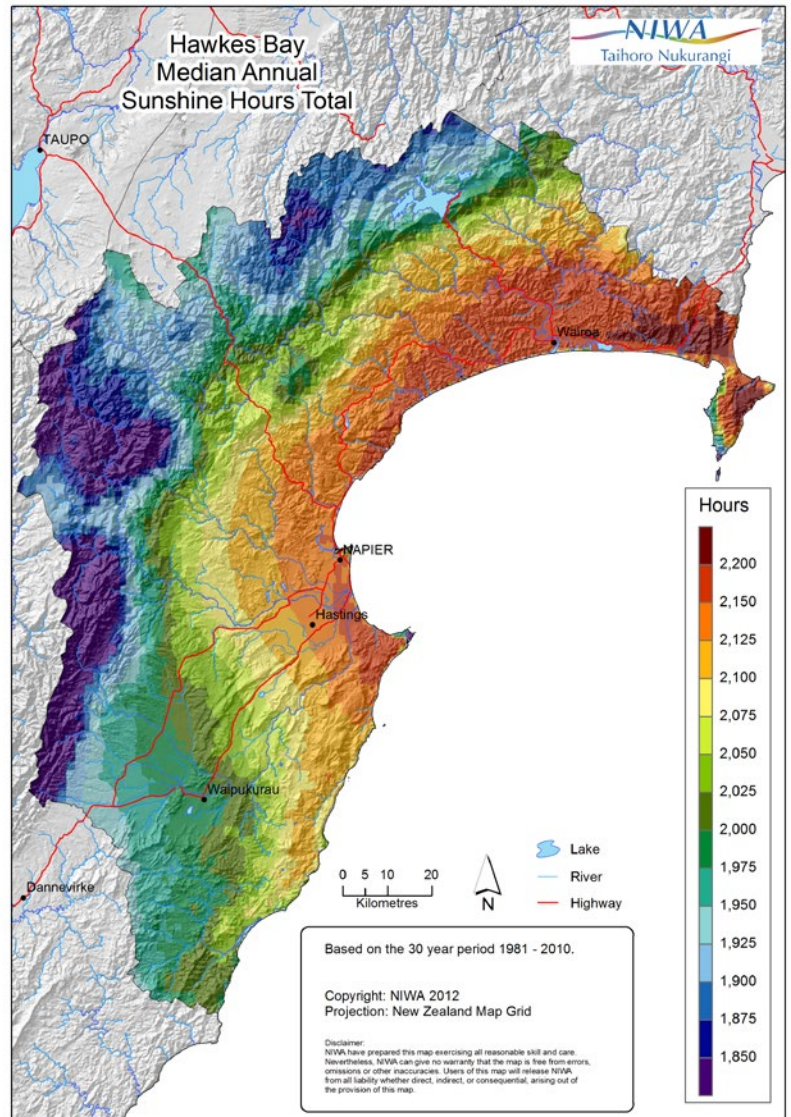 Hawkes Bay
Median Annual
Sunshine Hours Total
NIWA
Taihoro Nukurangi
TAUPO
Wairoa
NAPIER
Hastings
Waipukurau
Dannevirke
Hours
2,200
2,150
2,125
2,100
2,075
2,050
2,025
2,000
1,975
1,950
1,925
1,900
1,875
1,850
0 5 10 20
Kilometres
N
Lake
River
Highway
Based on the 30 year period 1981 - 2010.
Copyright: NIWA 2012
Projection: New Zealand Map Grid
Disclaimer:
NIWA have prepared this map exercising all reasonable skill and care.
Nevertheless, NIWA can give no warranty that the map is free from errors,
omissions or other inaccuracies. Users of this map will release NIWA
from all liability whether direct, indirect, or consequential, arising out of
the provision of this map.